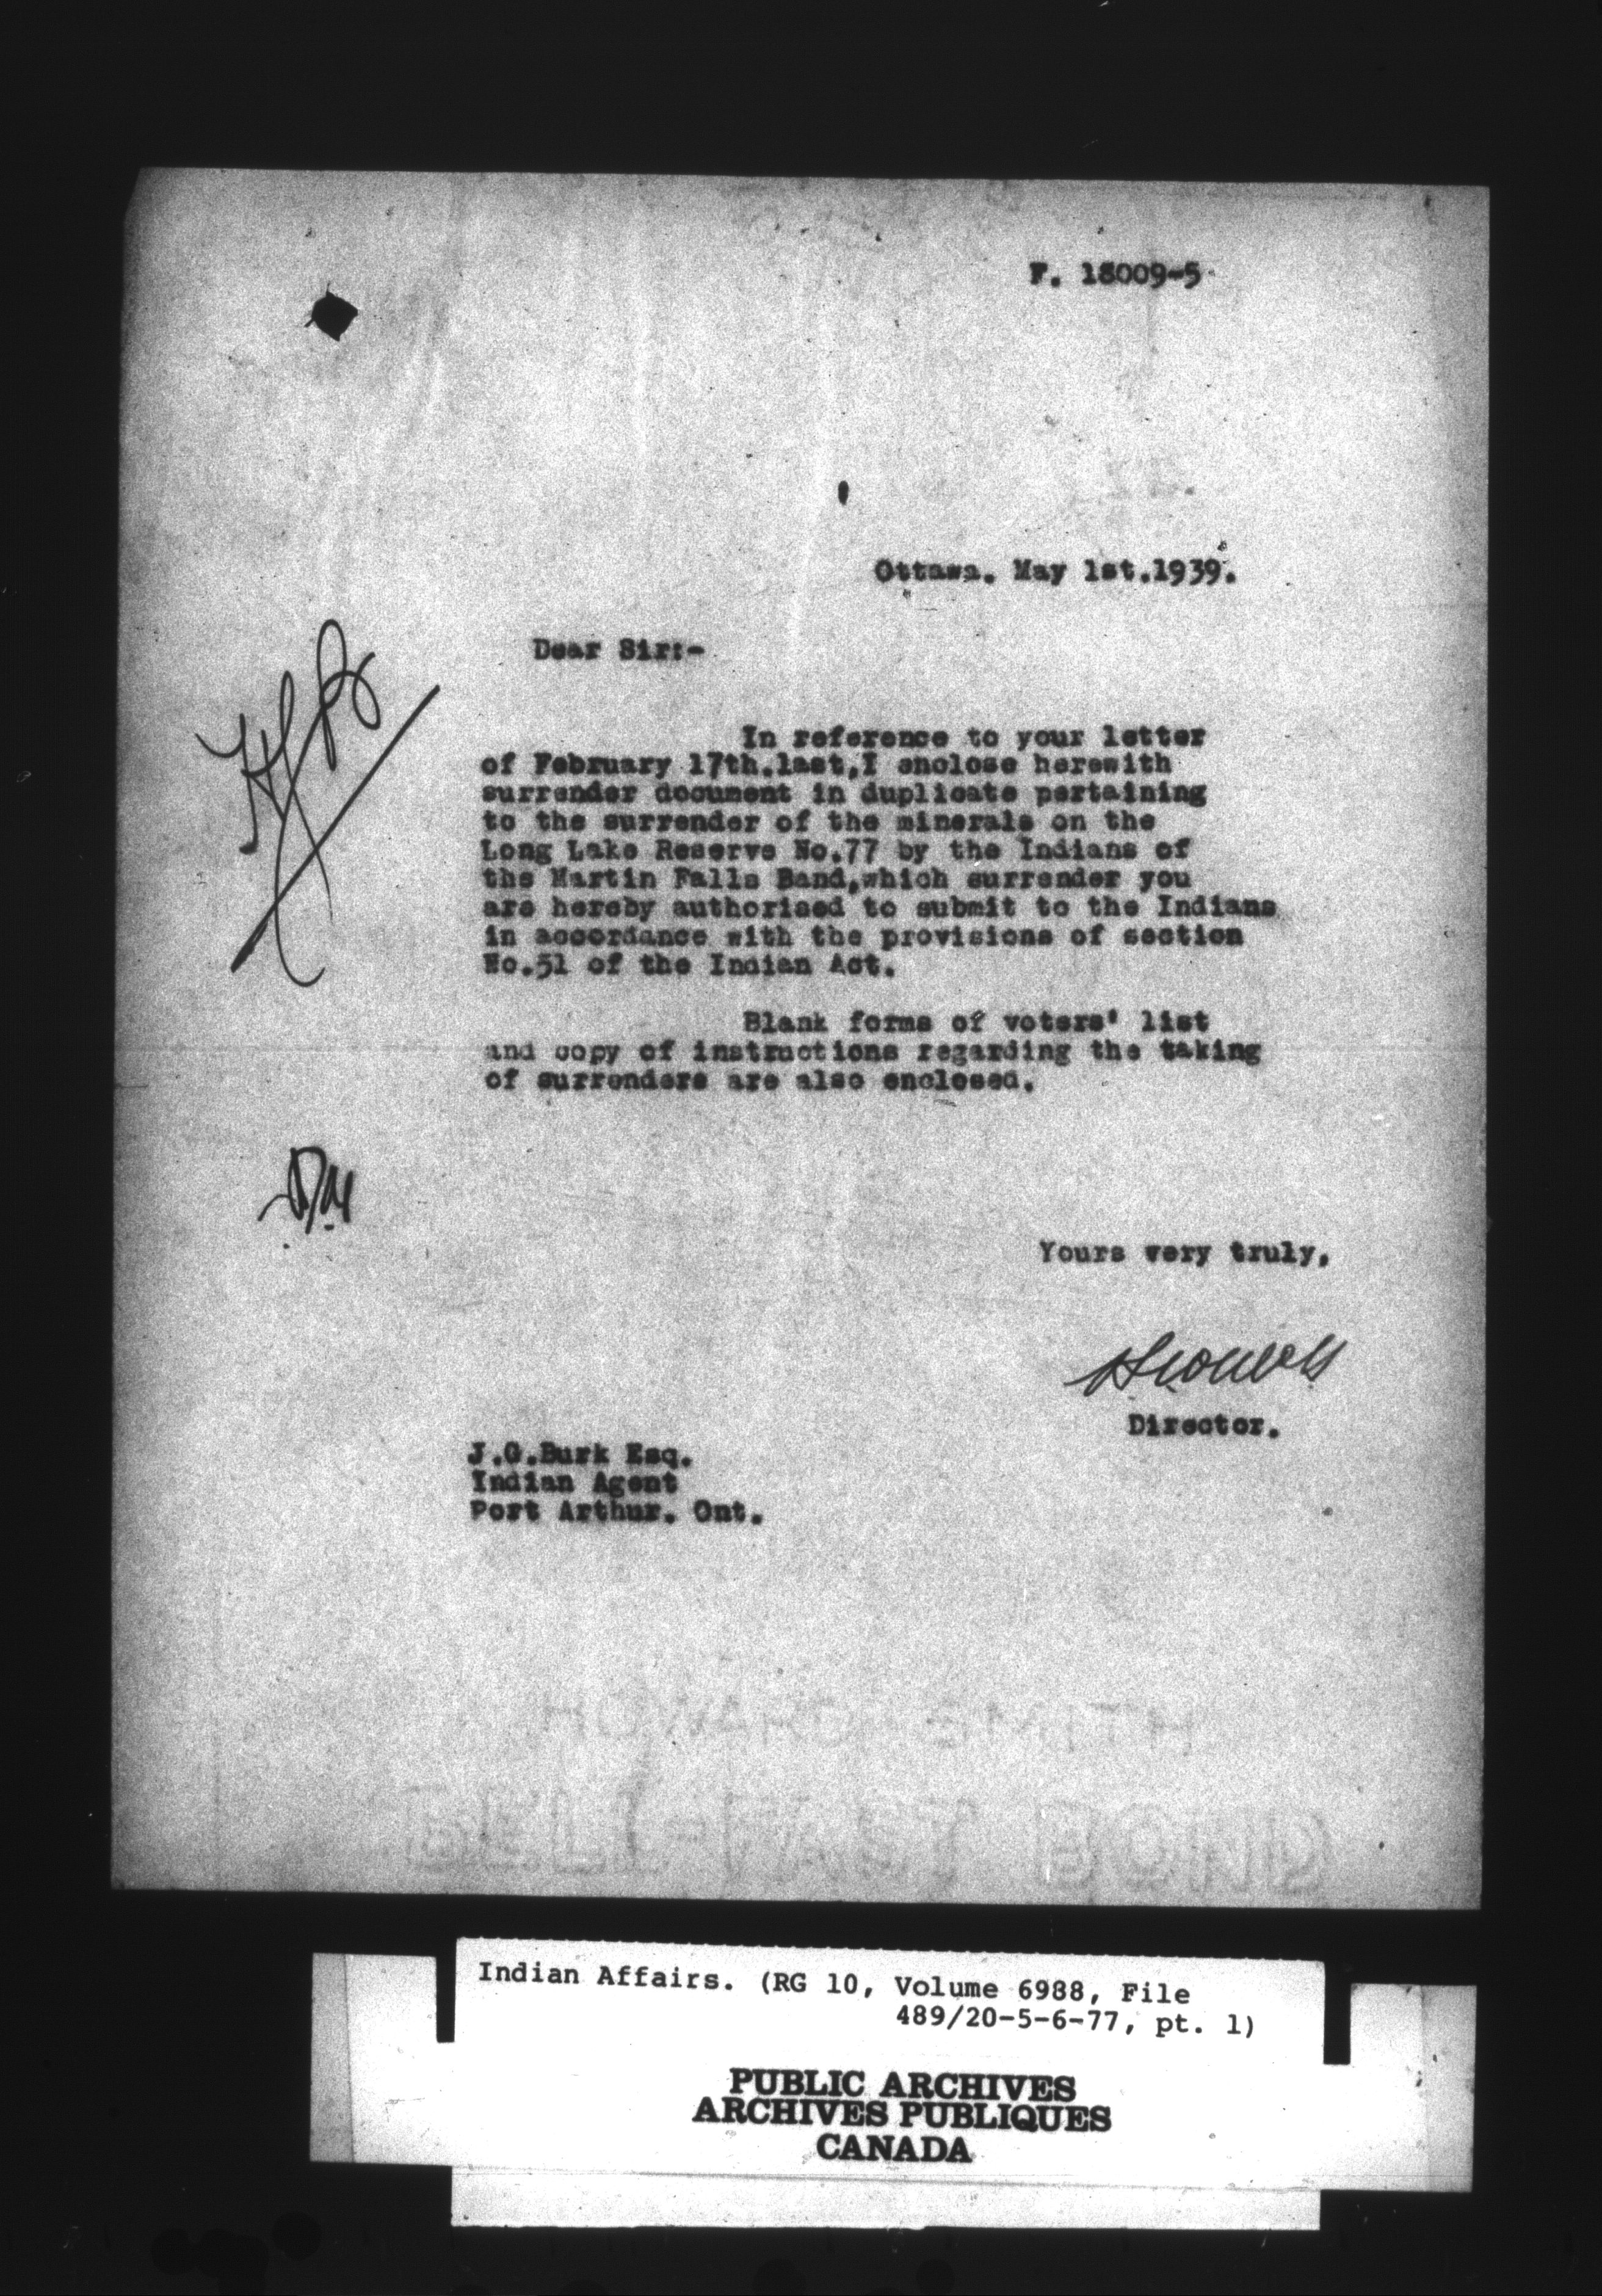 F. 18009-5
Ottawa. May 1st.1939.
Dear Sir:-
In reference to your letter
of February 17th.last,I enclose herewith
surrender document in duplicate pertaining
to the surrender of the minerals on the
Long Lake Reserve No.77 by the Indians of
the Martin Falls Band,which surrender you
are hereby authorised to submit to the Indians
in accordance with the provisions of section
No.51 of the Indian Act.
Blank forms of voters' list
and copy of instructions regarding the taking
of surrenders are also enclosed.
Yours very truly,
Director.
J.G.Burk Esq.
Indian Agent
Port Arthur. Ont.
Indian Affairs. (RG 10, Volume 6988, File
489/20-5-6-77, pt. 1)
PUBLIC ARCHIVES
ARCHIVES PUBLIQUES
CANADA